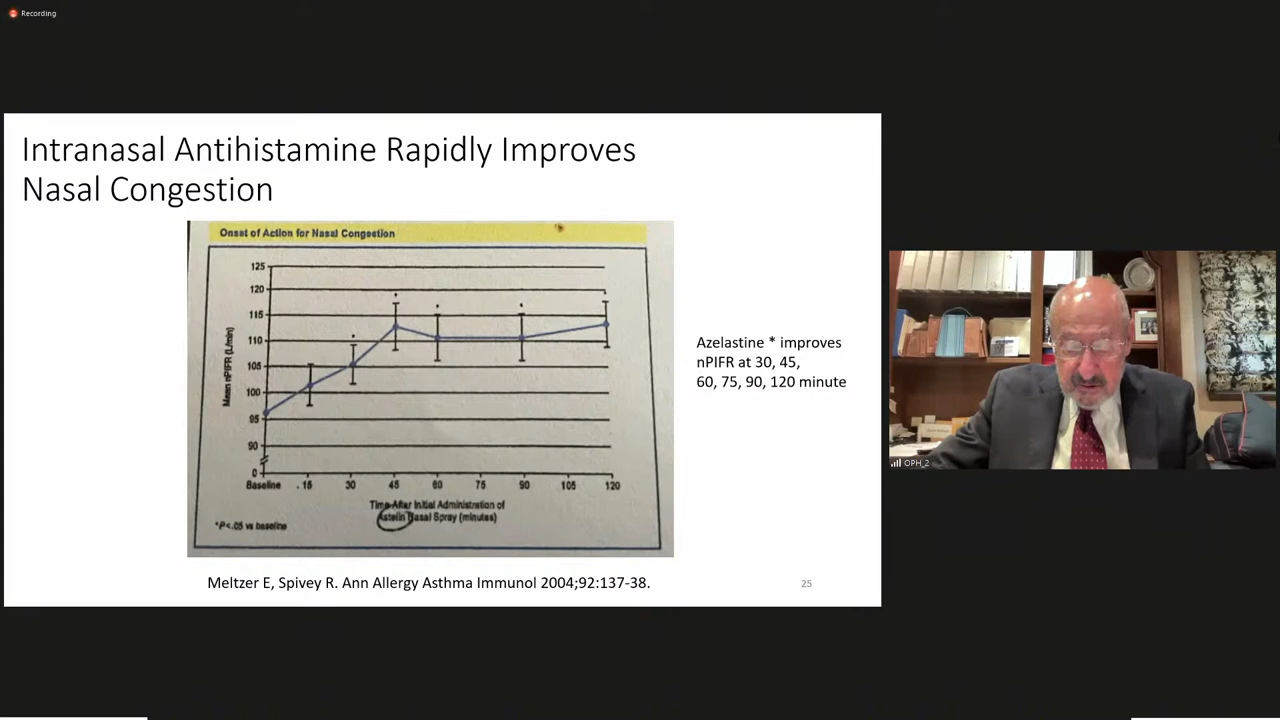 Recording
Intranasal Antihistamine Rapidly Improves
Nasal Congestion
Onset of Action for Nasal Congestion
Mean nPIFR (L/min)
125
120
115
110
105
100
95
90
0
Baseline 15 30 45 60 75 90 105 120
Time After Initial Administration of
Astelin Nasal Spray (minutes)
*P<.05 vs baseline
Azelastine * improves
nPIFR at 30, 45,
60, 75, 90, 120 minute
Meltzer E, Spivey R. Ann Allergy Asthma Immunol 2004;92:137-38.
25
OPH_2